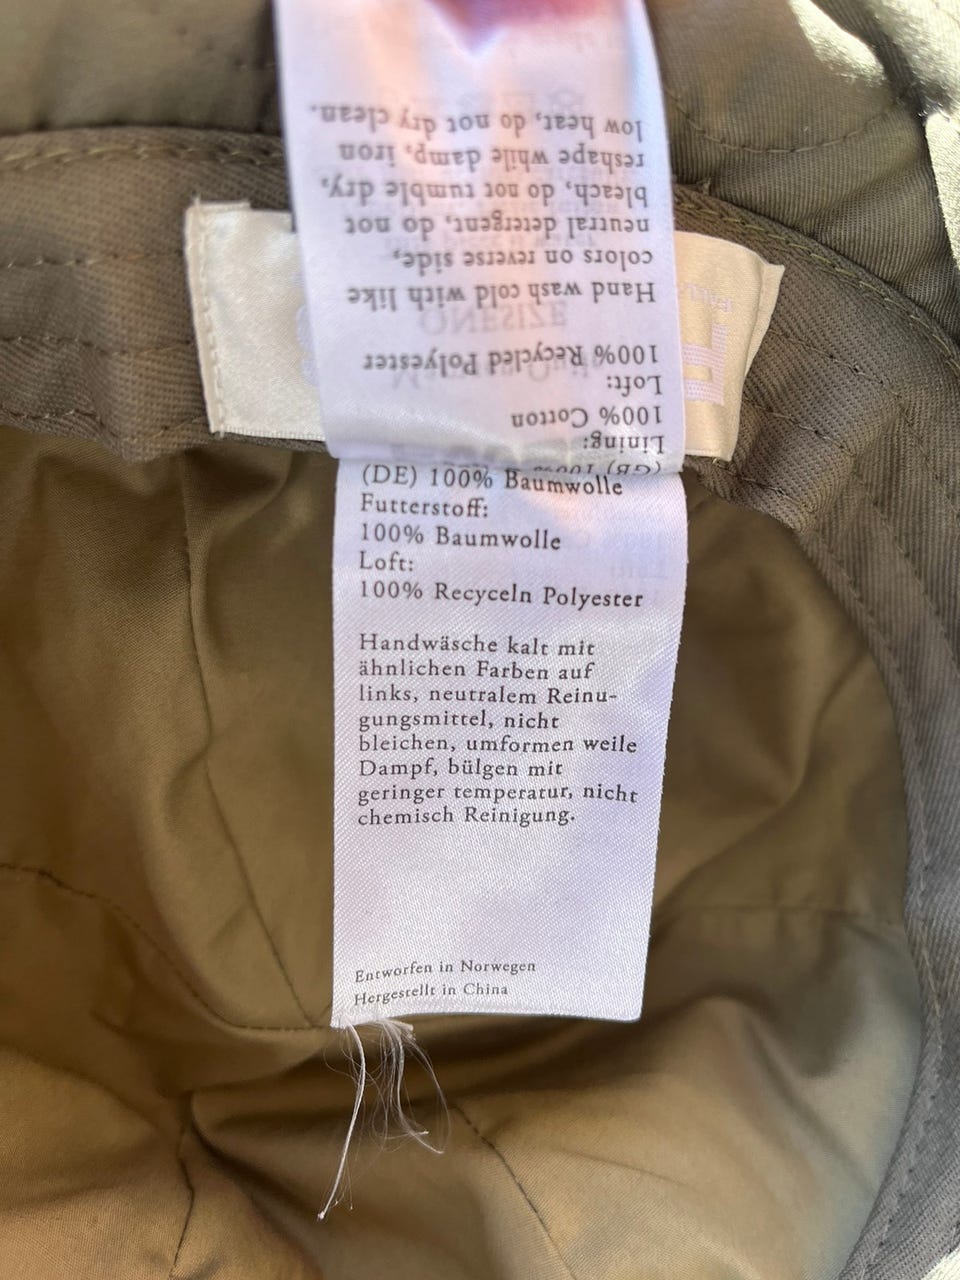 (GB) 100%
Lining:
100% Cotton
Loft:
100% Recycled Polyester
Hand wash cold with like
colors on reverse side,
neutral detergent, do not
bleach, do not tumble dry,
reshape while damp, iron
low heat, do not dry clean.
ONESIZE
(DE) 100% Baumwolle
Futterstoff:
100% Baumwolle
Loft:
100% Recyceln Polyester
Handwäsche kalt mit
ähnlichen Farben auf
links, neutralem Reinu-
gungsmittel, nicht
bleichen, umformen weile
Dampf, bülgen mit
geringer temperatur, nicht
chemisch Reinigung.
Entworfen in Norwegen
Hergestellt in China